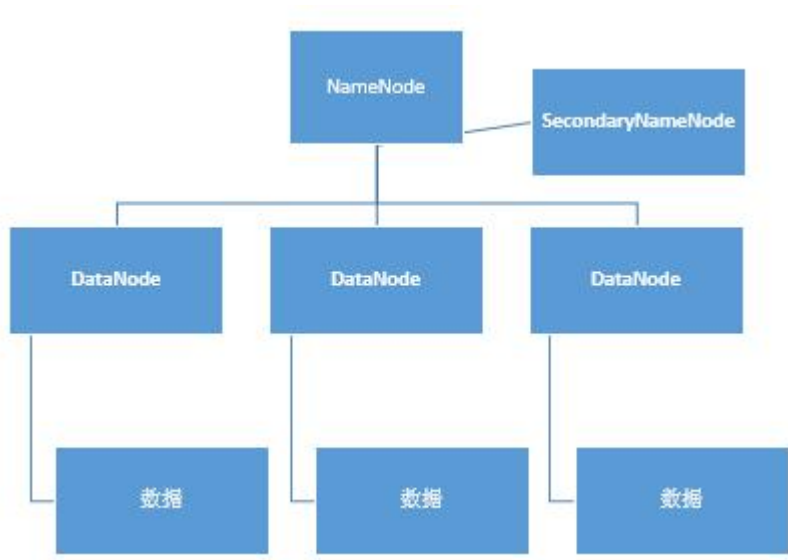 NameNode
SecondaryNameNode
DataNode
DataNode
DataNode
数据
数据
数据